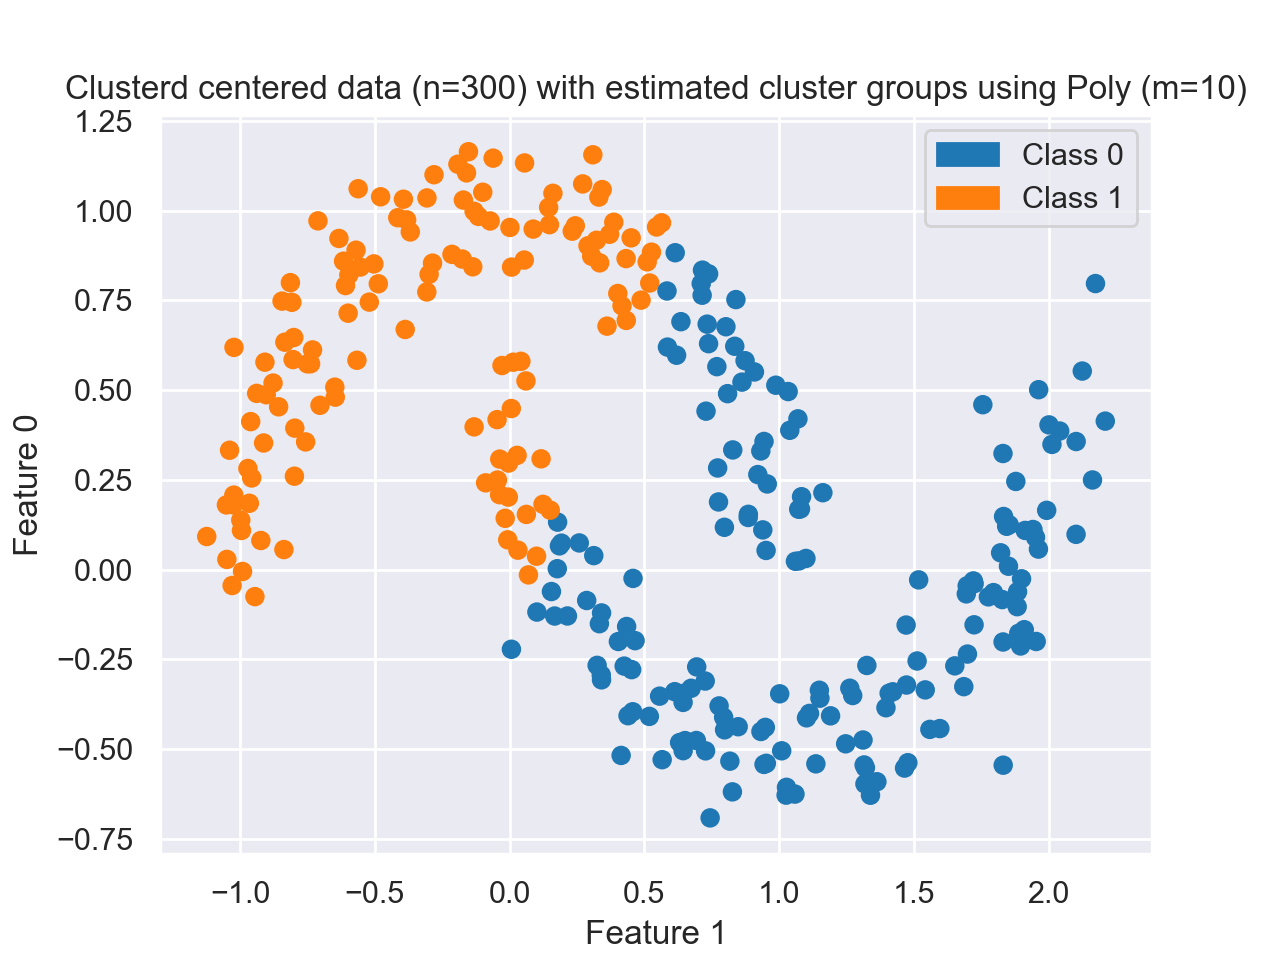 Clusterd centered data (n=300) with estimated cluster groups using Poly (m=10)
1.25
1.00
0.75
0.50
0.25
0.00
−0.25
−0.50
−0.75
Feature 0
Class 0
Class 1
−1.0 −0.5 0.0 0.5 1.0 1.5 2.0
Feature 1